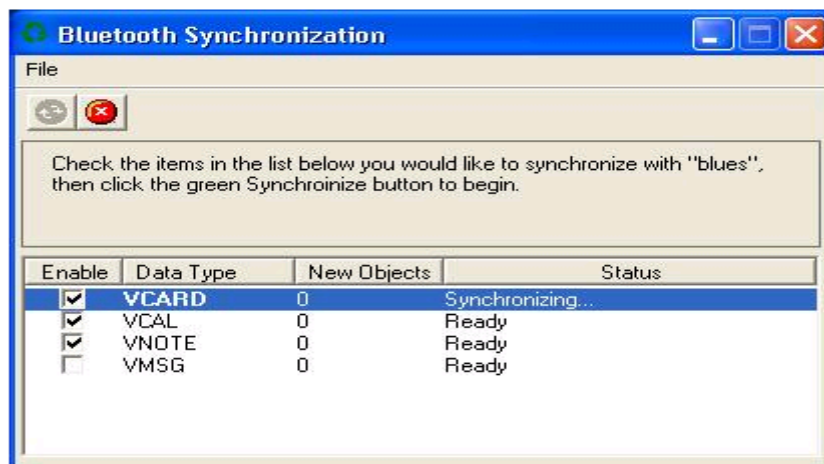 Bluetooth Synchronization
File
Check the items in the list below you would like to synchronize with "blues",
then click the green Synchroinize button to begin.
Enable Data Type New Objects Status
VCARD 0 Synchronizing...
VCAL 0 Ready
VNOTE 0 Ready
VMSG 0 Ready